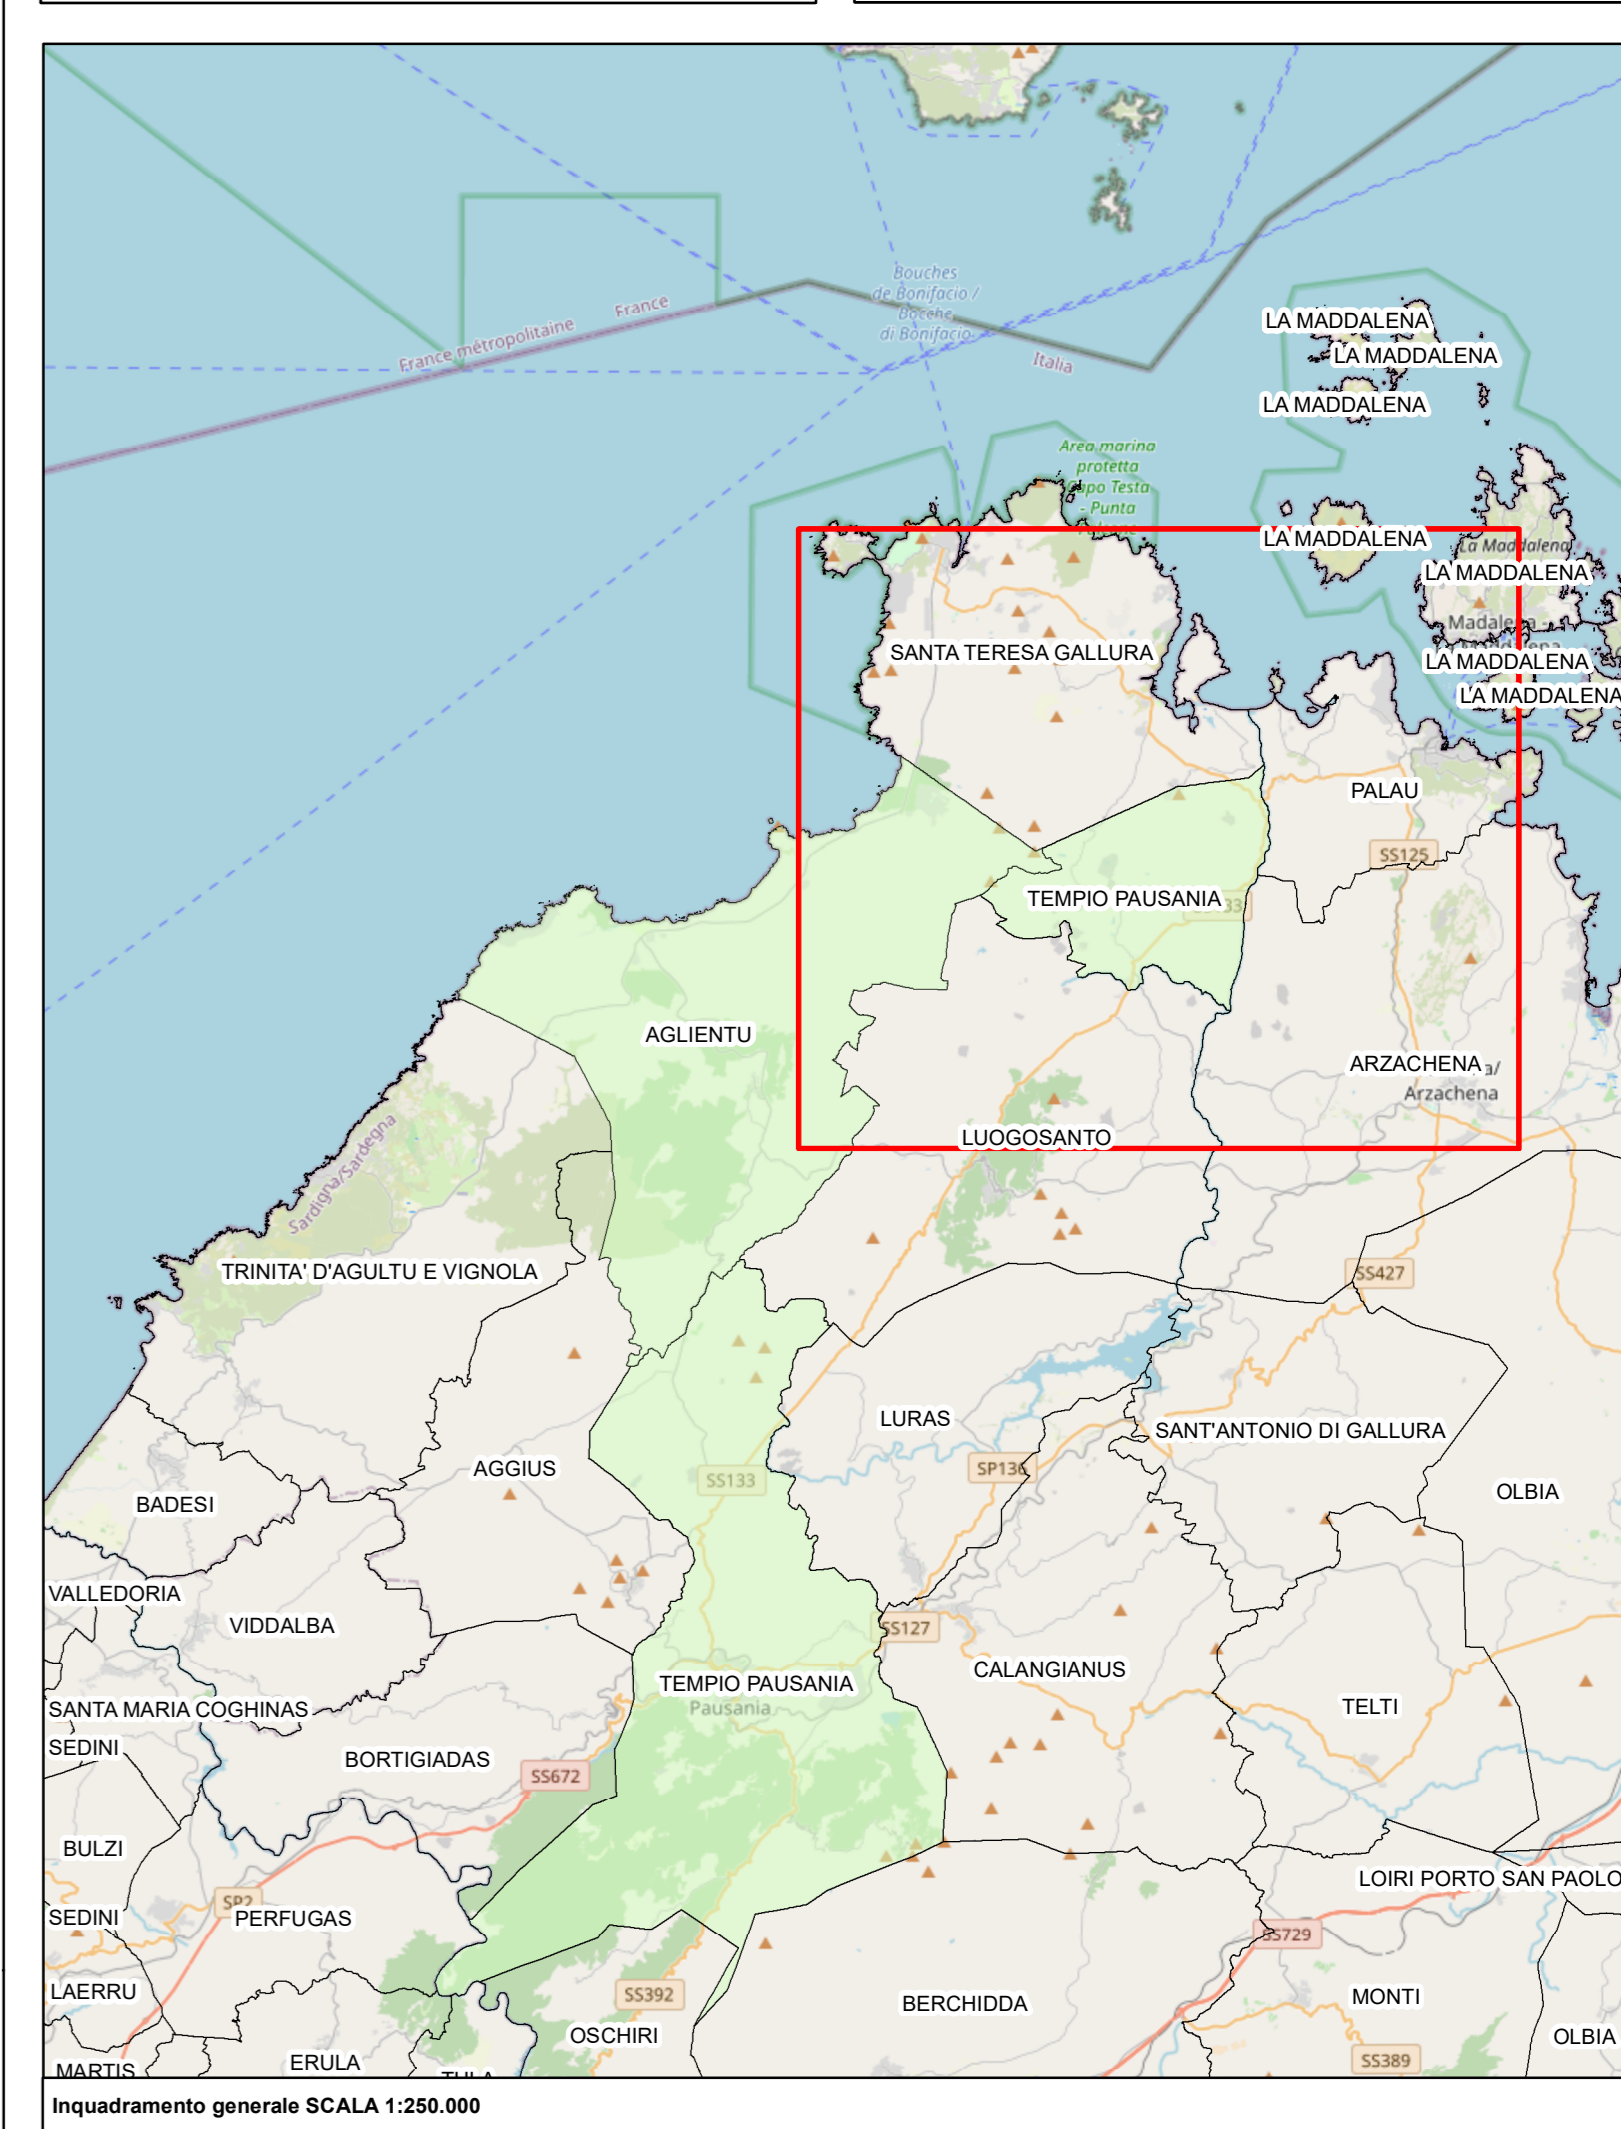 Bouches
de Bonifacio /
Bocche
di Bonifacio
France
France métropolitaine
Italia
LA MADDALENA
LA MADDALENA
LA MADDALENA
Area marina
protetta
Capo Testa
- Punta
LA MADDALENA
La Maddalena
LA MADDALENA
SANTA TERESA GALLURA
LA MADDALENA
LA MADDALENA
PALAU
SS125
TEMPIO PAUSANIA
AGLIENTU
ARZACHENA
Arzachena
LUOGOSANTO
Sardigna/Sardegna
TRINITA' D'AGULTU E VIGNOLA
SS427
LURAS
SANT'ANTONIO DI GALLURA
AGGIUS
SP136
SS133
OLBIA
BADESI
VALLEDORIA
VIDDALBA
SS127
CALANGIANUS
TEMPIO PAUSANIA
Pausania
TELTI
SANTA MARIA COGHINAS
SEDINI
BORTIGIADAS
SS672
BULZI
LOIRI PORTO SAN PAOLO
SP2
SEDINI
PERFUGAS
SS729
LAERRU
SS392
BERCHIDDA
MONTI
OSCHIRI
OLBIA
ERULA
SS389
MARTIS
TULA
Inquadramento generale SCALA 1:250.000